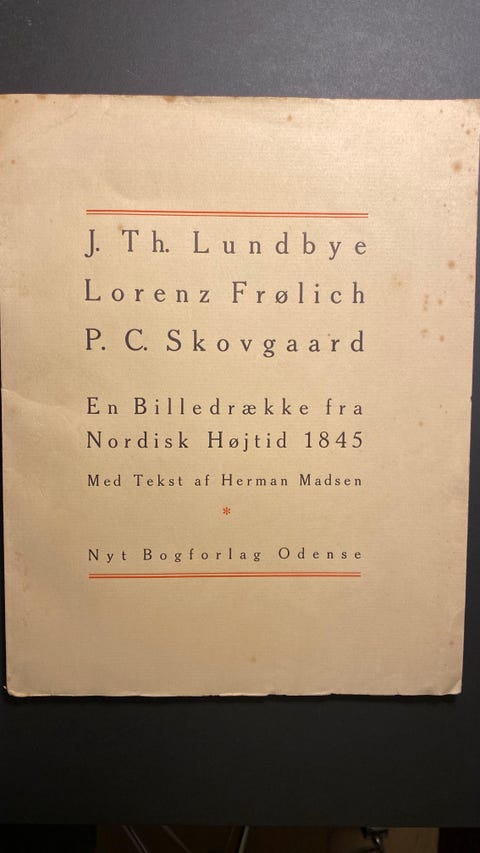 J. Th. Lundbye
Lorenz Frølich
P. C. Skovgaard
En Billedrække fra
Nordisk Højtid 1845
Med Tekst af Herman Madsen
*
Nyt Bogforlag Odense